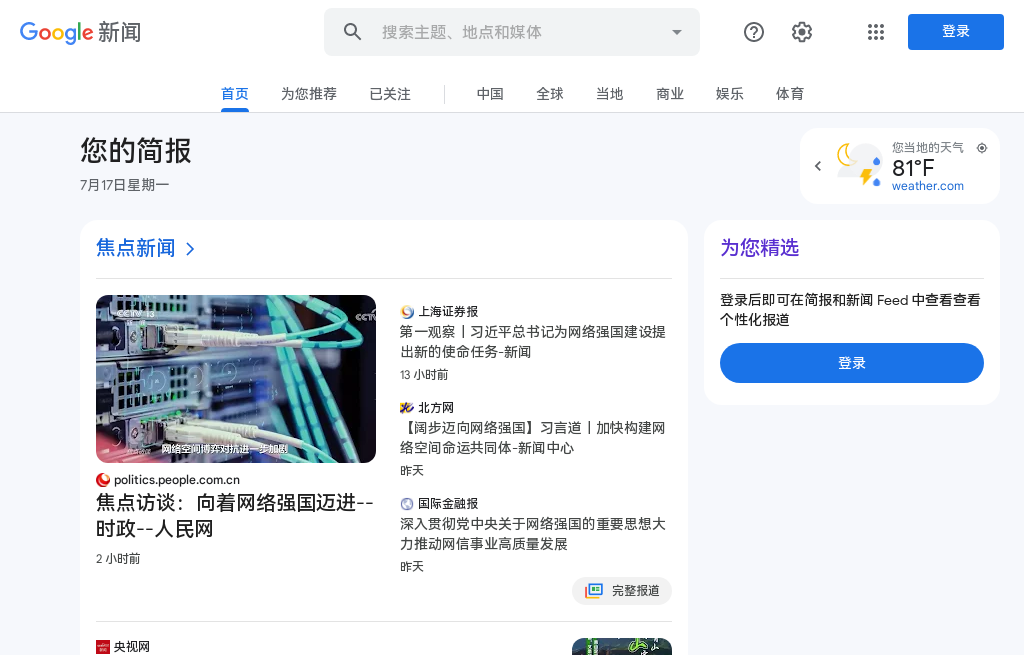 Google 新闻
搜索主题、地点和媒体
登录
首页
为您推荐
已关注
中国
全球
当地
商业
娱乐
体育
您的简报
7月17日星期一
您当地的天气
81°F
weather.com
焦点新闻
CCTV 13
CCTV
网络空间博弈对抗进一步加剧
politics.people.com.cn
焦点访谈：向着网络强国迈进--
时政--人民网
2 小时前
上海证券报
第一观察丨习近平总书记为网络强国建设提
出新的使命任务-新闻
13 小时前
北方网
【阔步迈向网络强国】习言道丨加快构建网
络空间命运共同体-新闻中心
昨天
国际金融报
深入贯彻党中央关于网络强国的重要思想大
力推动网信事业高质量发展
昨天
完整报道
央视网
为您精选
登录后即可在简报和新闻 Feed 中查看查看
个性化报道
登录